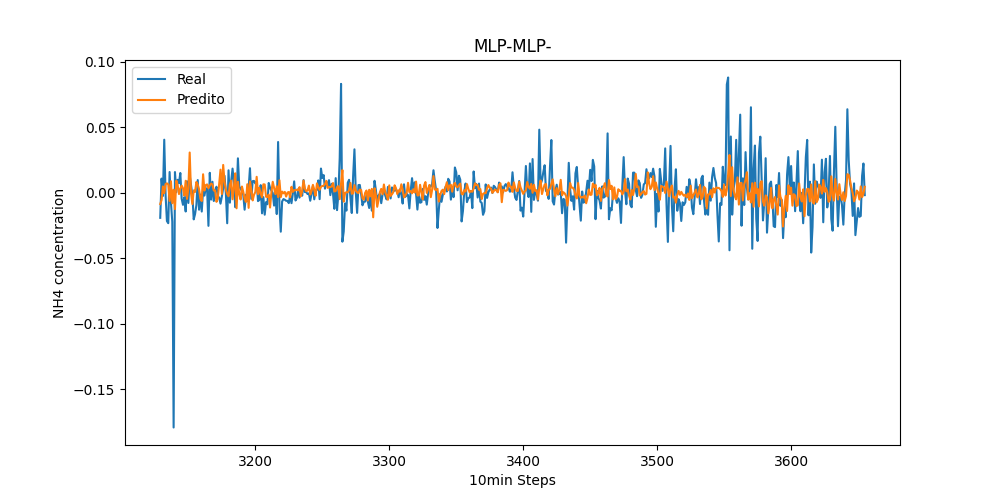 MLP-MLP-
Real
Predito
0.10
0.05
0.00
−0.05
−0.10
−0.15
NH4 concentration
3200 3300 3400 3500 3600
10min Steps